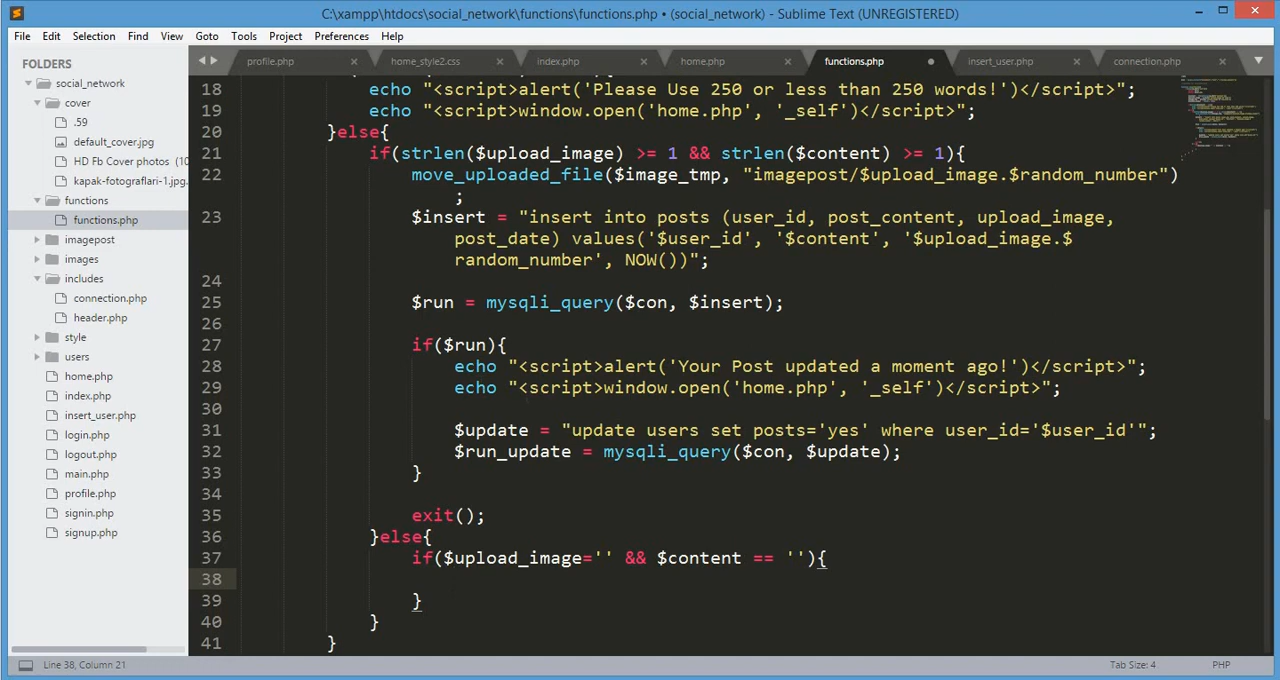 C:\xampp\htdocs\social_network\functions\functions.php • (social_network) - Sublime Text (UNREGISTERED)
File Edit Selection Find View Goto Tools Project Preferences Help
FOLDERS
social_network
cover
.59
default_cover.jpg
HD Fb Cover photos (10
kapak-fotograflari-1.jpg.
functions
functions.php
imagepost
images
includes
connection.php
header.php
style
users
home.php
index.php
insert_user.php
login.php
logout.php
main.php
profile.php
signin.php
signup.php
profile.php home_style2.css index.php home.php functions.php insert_user.php connection.php
18 echo "<script>alert('Please Use 250 or less than 250 words!')</script>";
19 echo "<script>window.open('home.php', '_self')</script>";
20 }else{
21 if(strlen($upload_image) >= 1 && strlen($content) >= 1){
22 move_uploaded_file($image_tmp, "imagepost/$upload_image.$random_number")
;
23 $insert = "insert into posts (user_id, post_content, upload_image,
post_date) values('$user_id', '$content', '$upload_image.$
random_number', NOW())";
24
25 $run = mysqli_query($con, $insert);
26
27 if($run){
28 echo "<script>alert('Your Post updated a moment ago!')</script>";
29 echo "<script>window.open('home.php', '_self')</script>";
30
31 $update = "update users set posts='yes' where user_id='$user_id'";
32 $run_update = mysqli_query($con, $update);
33 }
34
35 exit();
36 }else{
37 if($upload_image='' && $content == ''){
38
39 }
40 }
41 }
Line 38, Column 21 Tab Size: 4 PHP